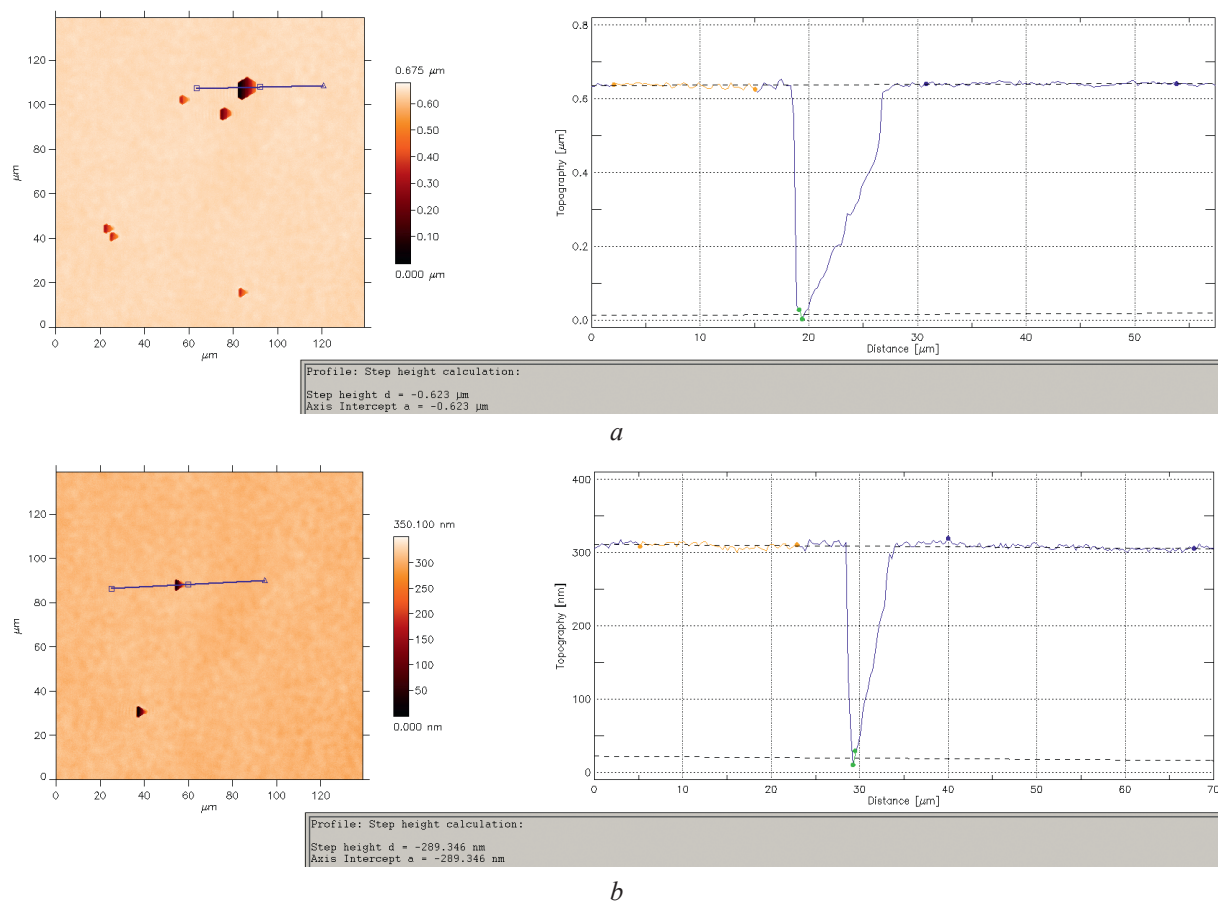 0.675 µm
0.60
0.50
0.40
0.30
0.20
0.10
0.000 µm
120
100
80
60
40
20
0
µm
0 20 40 60 80 100 120
µm
0.8
0.6
0.4
0.2
0.0
Topography [µm]
0 10 20 30 40 50
Distance [µm]
Profile: Step height calculation:
Step height d = -0.623 µm
Axis Intercept a = -0.623 µm
a
350.100 nm
300
250
200
150
100
50
0.000 nm
120
100
80
60
40
20
0
µm
0 20 40 60 80 100 120
µm
400
300
200
100
0
Topography [nm]
0 10 20 30 40 50 60 70
Distance [µm]
Profile: Step height calculation:
Step height d = -289.346 nm
Axis Intercept a = -289.346 nm
b